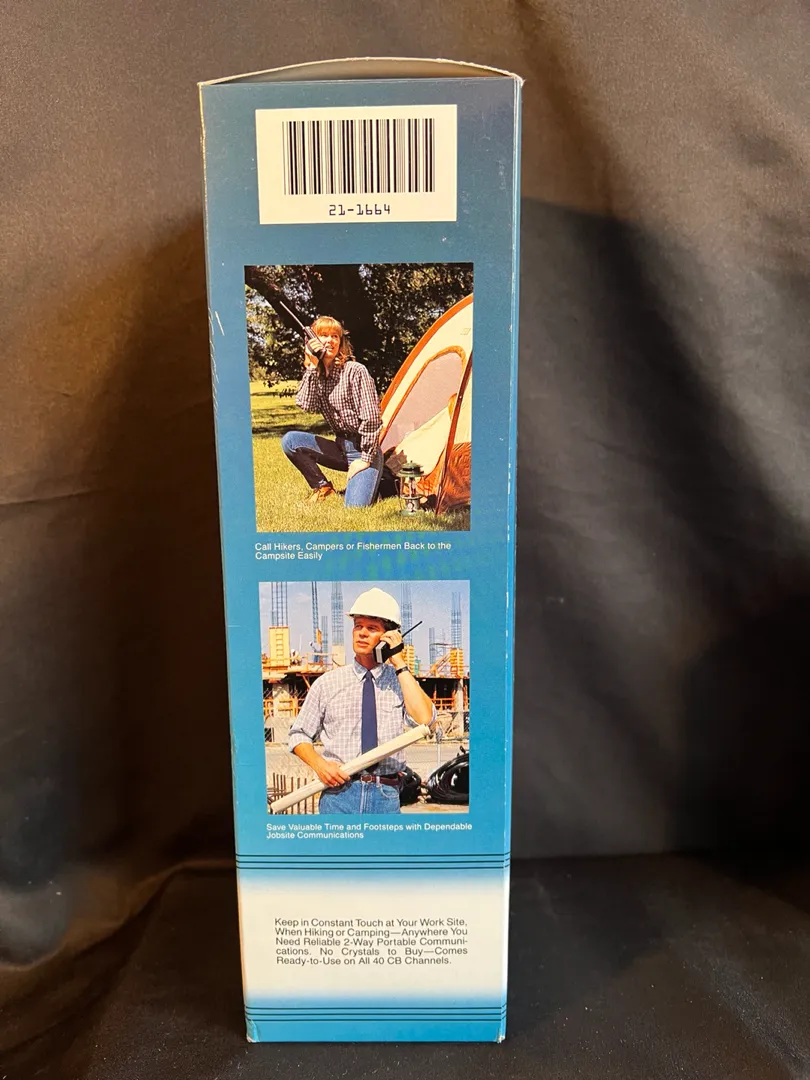 21-1664
Call Hikers, Campers or Fishermen Back to the
Campsite Easily
Save Valuable Time and Footsteps with Dependable
Jobsite Communications
Keep in Constant Touch at Your Work Site,
When Hiking or Camping—Anywhere You
Need Reliable 2-Way Portable Communi-
cations. No Crystals to Buy—Comes
Ready-to-Use on All 40 CB Channels.